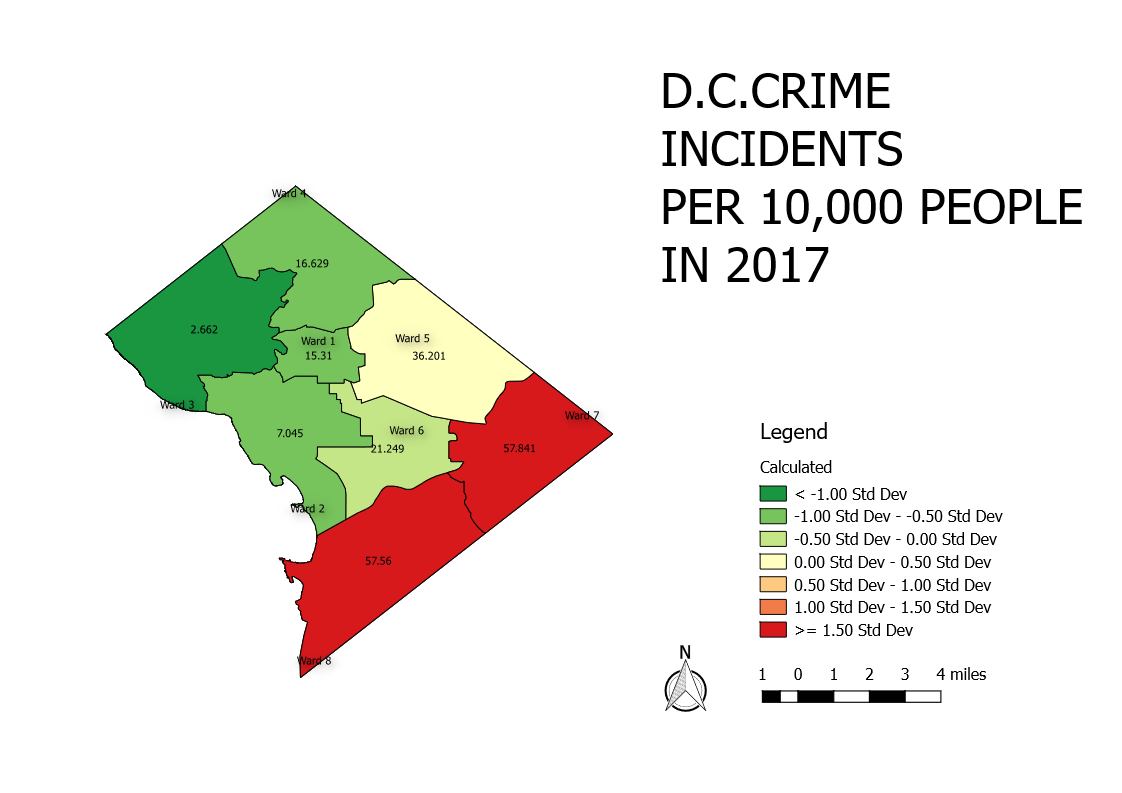 D.C.CRIME
INCIDENTS
PER 10,000 PEOPLE
IN 2017
Ward 4
16.629
2.662
Ward 1
15.31
Ward 5
36.201
Ward 3
Ward 7
7.045
Ward 6
21.249
57.841
Ward 2
57.56
Ward 8
Legend
Calculated
< -1.00 Std Dev
-1.00 Std Dev - -0.50 Std Dev
-0.50 Std Dev - 0.00 Std Dev
0.00 Std Dev - 0.50 Std Dev
0.50 Std Dev - 1.00 Std Dev
1.00 Std Dev - 1.50 Std Dev
>= 1.50 Std Dev
N
1 0 1 2 3 4 miles